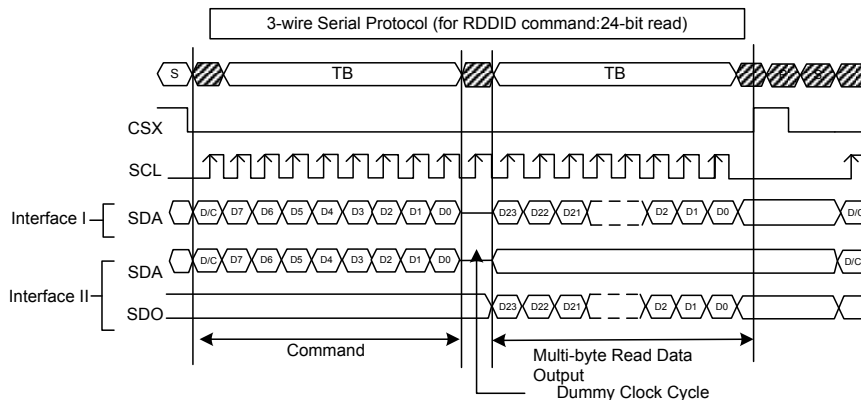 3-wire Serial Protocol (for RDDID command:24-bit read)
S TB TB P S
CSX
SCL
Interface I SDA D/C D7 D6 D5 D4 D3 D2 D1 D0 D23 D22 D21 D2 D1 D0 D/C
SDA D/C D7 D6 D5 D4 D3 D2 D1 D0 D/C
Interface II
SDO D23 D22 D21 D2 D1 D0
Command
Multi-byte Read Data
Output
Dummy Clock Cycle